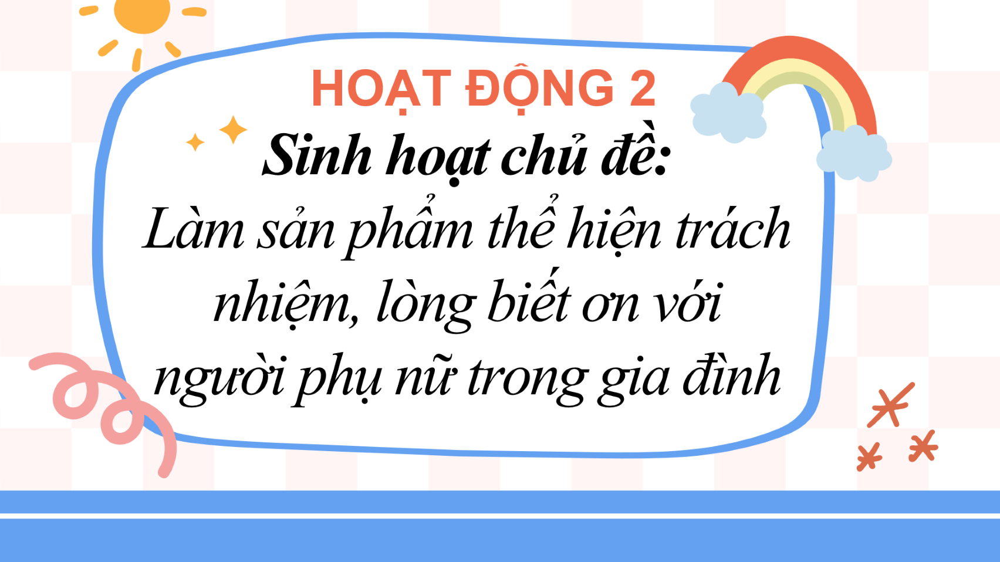 HOẠT ĐỘNG 2
Sinh hoạt chủ đề:
Làm sản phẩm thể hiện trách
nhiệm, lòng biết ơn với
người phụ nữ trong gia đình